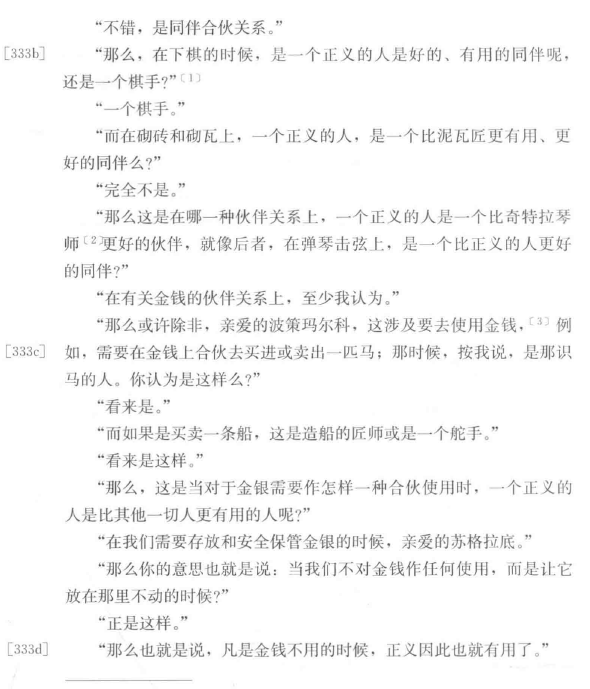 “不错，是同伴合伙关系。”
[333b] “那么，在下棋的时候，是一个正义的人是好的、有用的同伴呢，
还是一个棋手?”〔1〕
“一个棋手。”
“而在砌砖和砌瓦上，一个正义的人，是一个比泥瓦匠更有用、更
好的同伴么?”
“完全不是。”
“那么这是在哪一种伙伴关系上，一个正义的人是一个比奇特拉琴
师〔2〕更好的伙伴，就像后者，在弹琴击弦上，是一个比正义的人更好
的同伴?”
“在有关金钱的伙伴关系上，至少我认为。”
“那么或许除非，亲爱的波策玛尔科，这涉及要去使用金钱，〔3〕例
[333c] 如，需要在金钱上合伙去买进或卖出一匹马；那时候，按我说，是那识
马的人。你认为是这样么?”
“看来是。”
“而如果是买卖一条船，这是造船的匠师或是一个舵手。”
“看来是这样。”
“那么，这是当对于金银需要作怎样一种合伙使用时，一个正义的
人是比其他一切人更有用的人呢?”
“在我们需要存放和安全保管金银的时候，亲爱的苏格拉底。”
“那么你的意思也就是说：当我们不对金钱作任何使用，而是让它
放在那里不动的时候?”
“正是这样。”
[333d] “那么也就是说，凡是金钱不用的时候，正义因此也就有用了。”